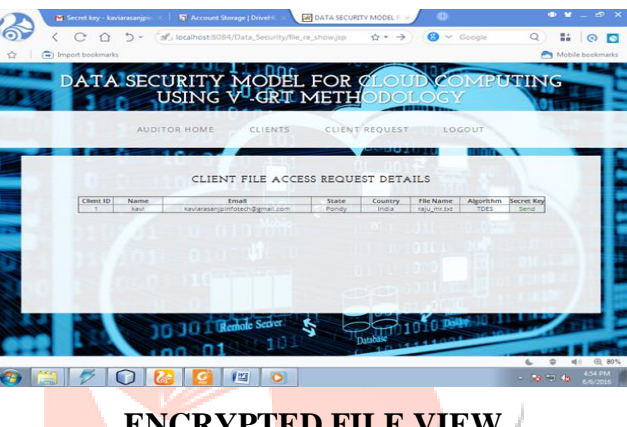 Secret key - kaviarasanjpi
Account Storage | DriveH
DATA SECURITY MODEL F
localhost:8084/Data_Security/file_re_show.jsp
Google
Import bookmarks
Mobile bookmarks
DATA SECURITY MODEL FOR CLOUD COMPUTING
USING V -GRT METHODOLOGY
AUDITOR HOME CLIENTS CLIENT REQUEST LOGOUT
CLIENT FILE ACCESS REQUEST DETAILS
Client ID Name Email State Country File Name Algorithm Secret Key
1 kavi kaviarasanjpinfotech@gmail.com Pondy India raju_mr.txt TDES Send
Remote Server
Database
80%
4:54 PM
6/6/2016
ENCRYPTED FILE VIEW